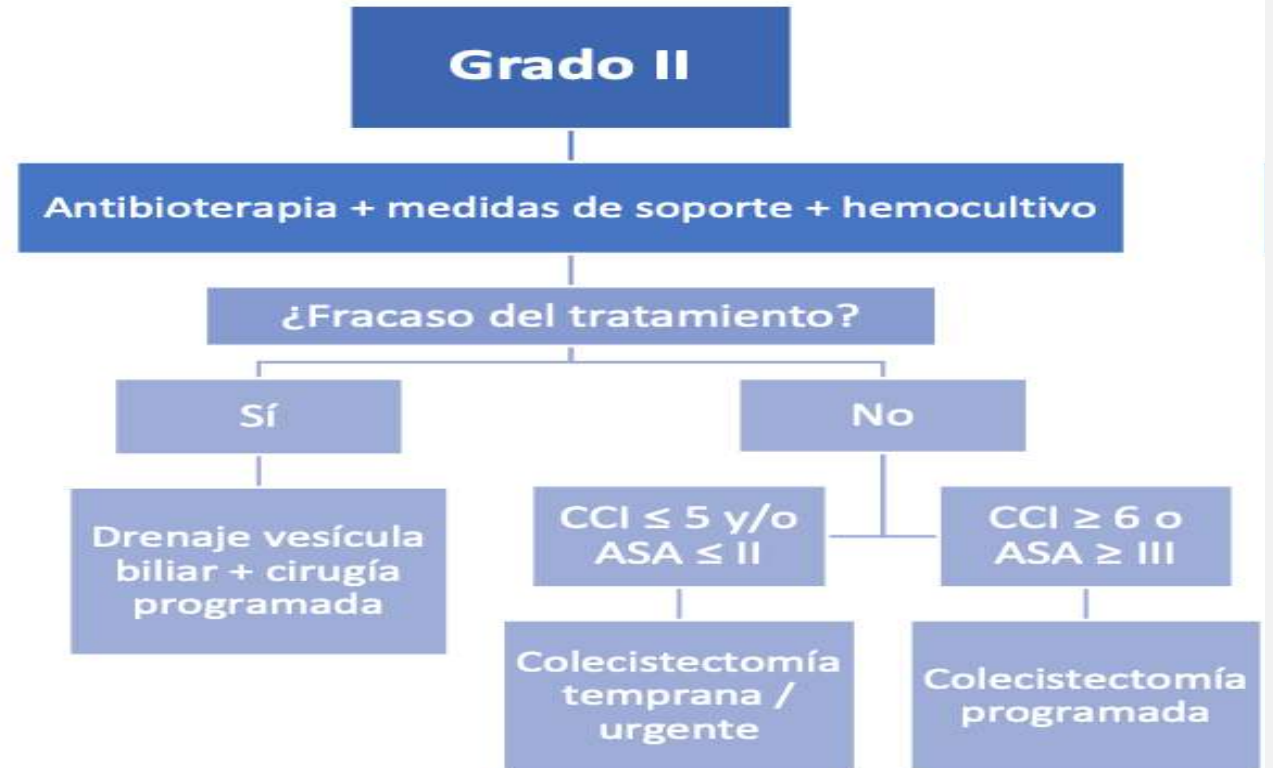 Grado II
Antibioterapia + medidas de soporte + hemocultivo
¿Fracaso del tratamiento?
Sí
No
Drenaje vesícula
biliar + cirugía
programada
CCI ≤ 5 y/o
ASA ≤ II
CCI ≥ 6 o
ASA ≥ III
Colecistectomía
temprana /
urgente
Colecistectomía
programada